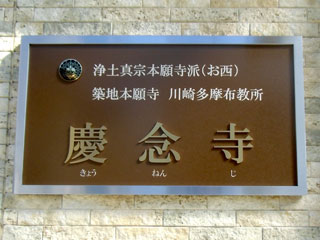 浄土真宗本願寺派(お西)
築地本願寺 川崎多摩布教所
慶念寺
きょう ねん じ